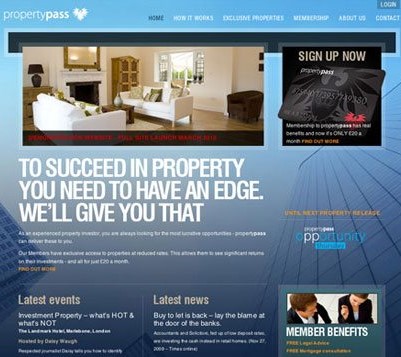 LOGIN
propertypass
HOME HOW IT WORKS EXCLUSIVE PROPERTIES MEMBERSHIP ABOUT US CONTACT
SIGN UP NOW
propertypass
Membership to propertypass has real
benefits and now it's ONLY £20 a
month FIND OUT MORE
TO SUCCEED IN PROPERTY
YOU NEED TO HAVE AN EDGE.
WE'LL GIVE YOU THAT
As an experienced property investor, you are always looking for the most lucrative opportunities - propertypass
can deliver these to you.
Our Members have exclusive access to properties at reduced rates. This allows them to see significant returns
on their investments - and all for just £20 a month.
FIND OUT MORE
UNTIL NEXT PROPERTY RELEASE
propertypass
opportunity
Latest events
Investment Property – what's HOT &
what's NOT
The Landmark Hotel, Marlebone, London
Hosted by Daisy Waugh
Respected journalist Daisy tells you how to identify
Latest news
Buy to let is back – lay the blame at
the door of the banks.
Accountants and Solicitors, fed up of low deposit rates,
are investing the cash instead in rental homes. (Nov 27,
2009 – Times online)
MEMBER BENEFITS
FREE Legal advice
FREE Mortgage consultation